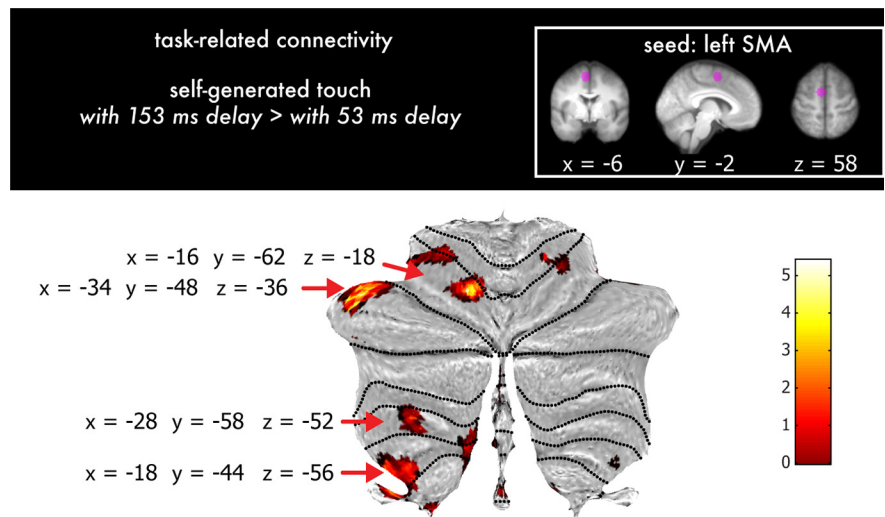 task-related connectivity
self-generated touch
with 153 ms delay > with 53 ms delay
seed: left SMA
x = -6 y = -2 z = 58
x = -16 y = -62 z = -18
x = -34 y = -48 z = -36
x = -28 y = -58 z = -52
x = -18 y = -44 z = -56
5
4
3
2
1
0